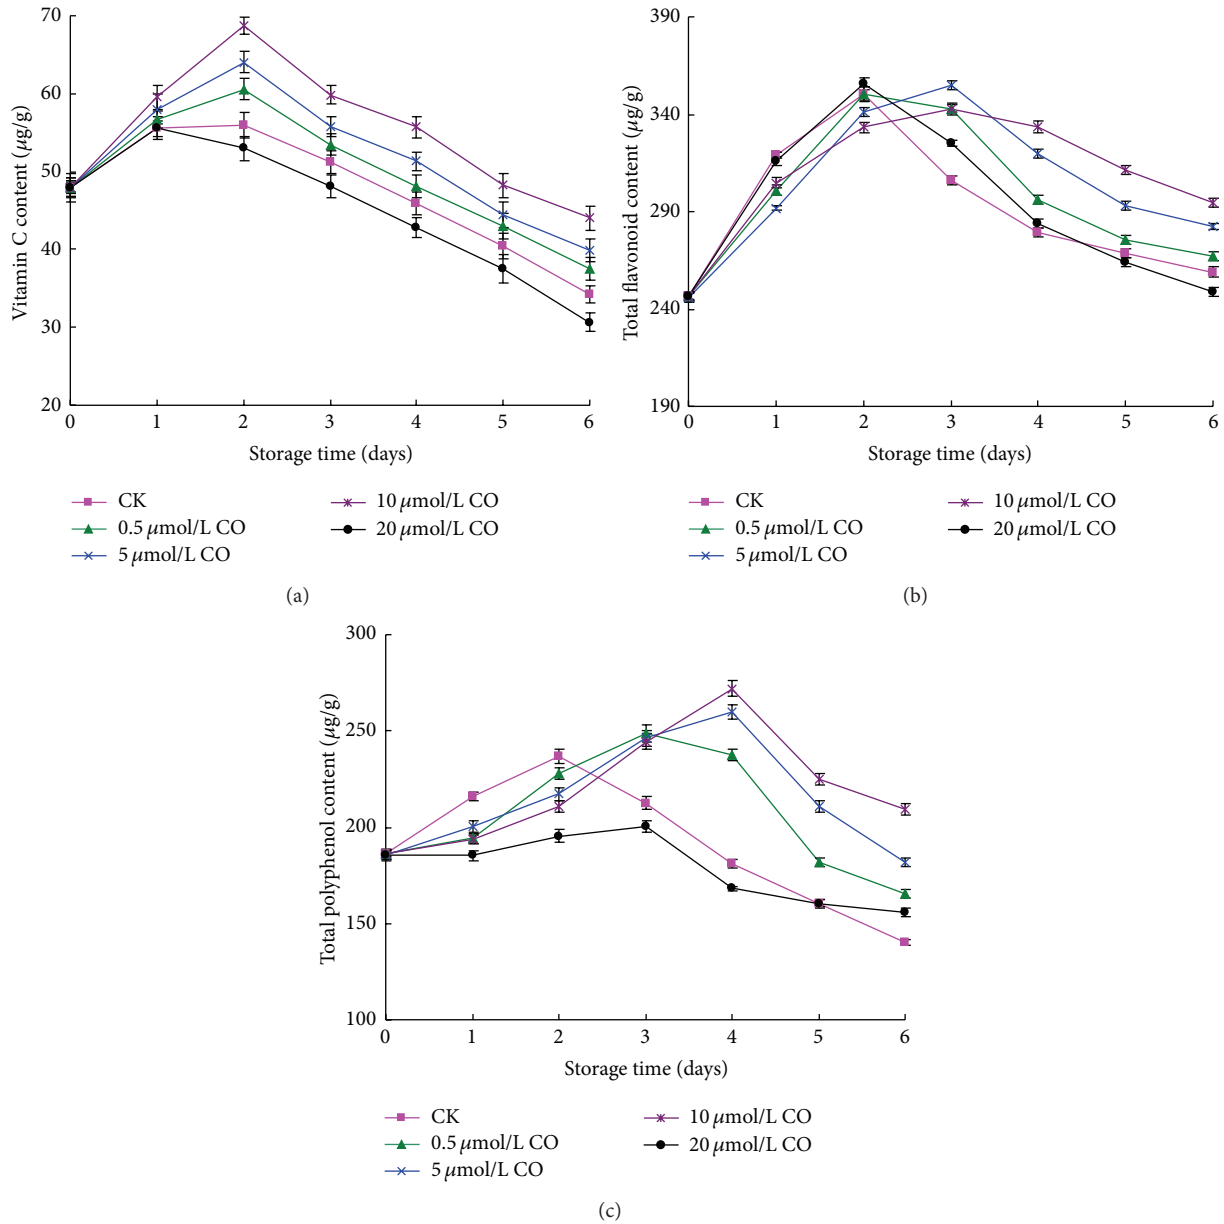 70
60
50
40
30
20
Vitamin C content (μg/g)
0 1 2 3 4 5 6
Storage time (days)
CK
0.5 μmol/L CO
5 μmol/L CO
10 μmol/L CO
20 μmol/L CO
(a)
390
340
290
240
190
Total flavonoid content (μg/g)
0 1 2 3 4 5 6
Storage time (days)
CK
0.5 μmol/L CO
5 μmol/L CO
10 μmol/L CO
20 μmol/L CO
(b)
300
250
200
150
100
Total polyphenol content (μg/g)
0 1 2 3 4 5 6
Storage time (days)
CK
0.5 μmol/L CO
5 μmol/L CO
10 μmol/L CO
20 μmol/L CO
(c)